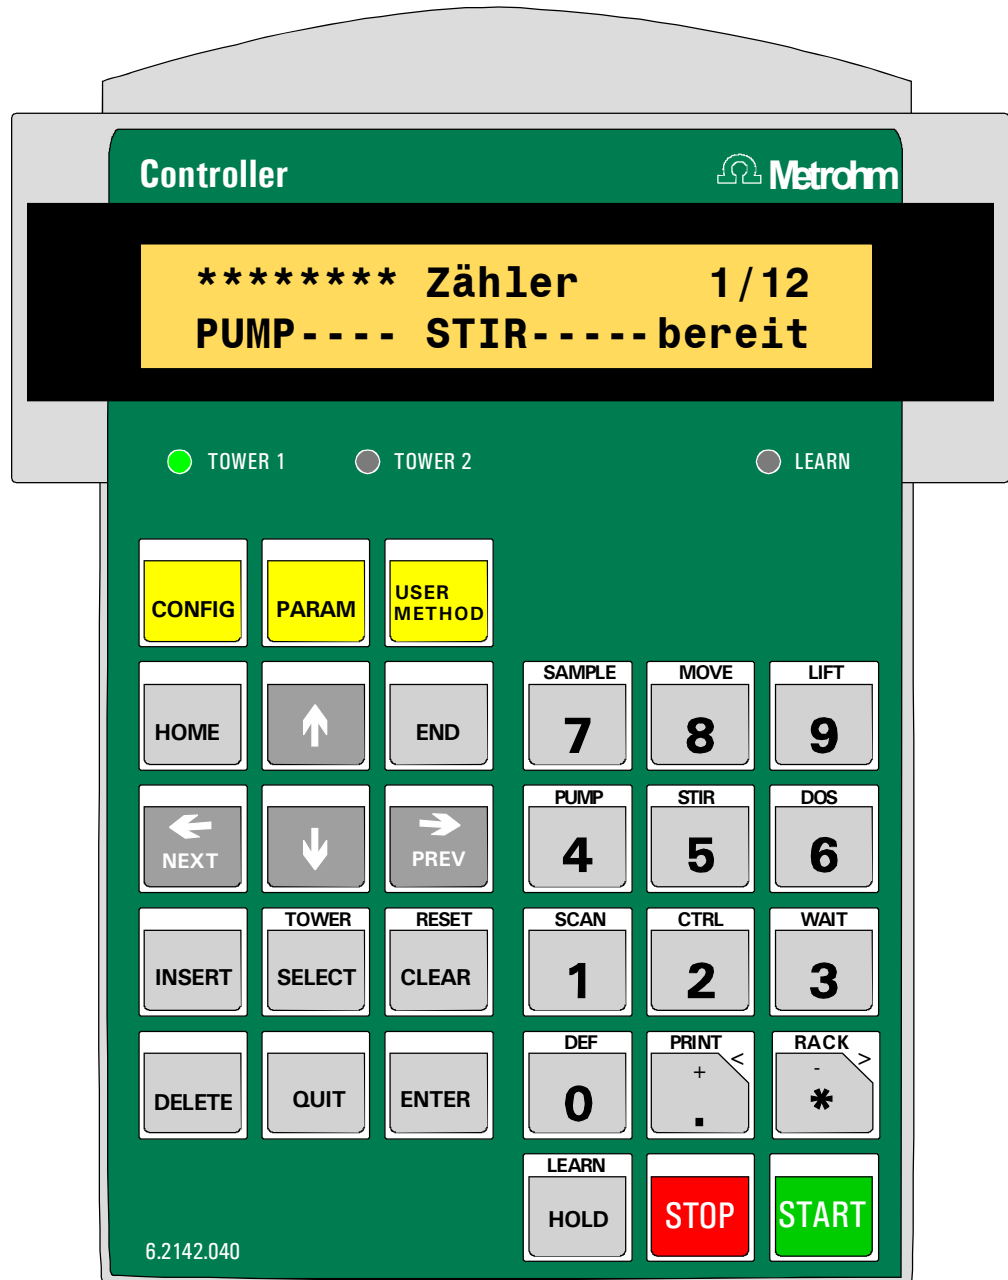 Controller
Metrohm
******** Zähler 1/12
PUMP---- STIR-----bereit
TOWER 1 TOWER 2 LEARN
CONFIG PARAM USER METHOD
SAMPLE MOVE LIFT
HOME END 7 8 9
PUMP STIR DOS
NEXT PREV 4 5 6
TOWER RESET SCAN CTRL WAIT
INSERT SELECT CLEAR 1 2 3
DEF PRINT < RACK >
+ -
DELETE QUIT ENTER 0 . *
LEARN
HOLD STOP START
6.2142.040